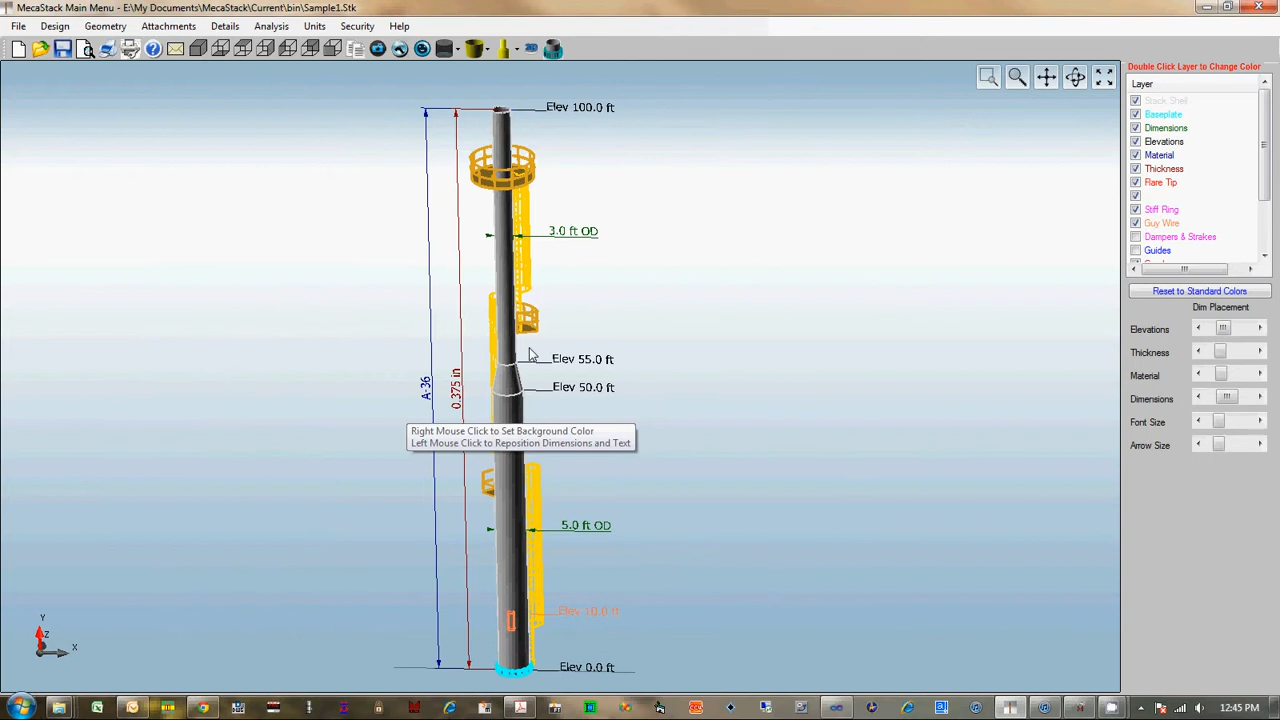 MecaStack Main Menu - E:\My Documents\MecaStack\Current\bin\Sample1.Stk
File Design Geometry Attachments Details Analysis Units Security Help
Double Click Layer to Change Color
Layer
Stack Shell
Baseplate
Dimensions
Elevations
Material
Thickness
Flare Tip
Stiff Ring
Guy Wire
Dampers & Strakes
Guides
Reset to Standard Colors
Dim Placement
Elevations
Thickness
Material
Dimensions
Font Size
Arrow Size
Elev 100.0 ft
3.0 ft OD
Elev 55.0 ft
A-36
0.375 in
Elev 50.0 ft
Right Mouse Click to Set Background Color
Left Mouse Click to Reposition Dimensions and Text
5.0 ft OD
Elev 10.0 ft
Elev 0.0 ft
Y
Z
X
12:45 PM